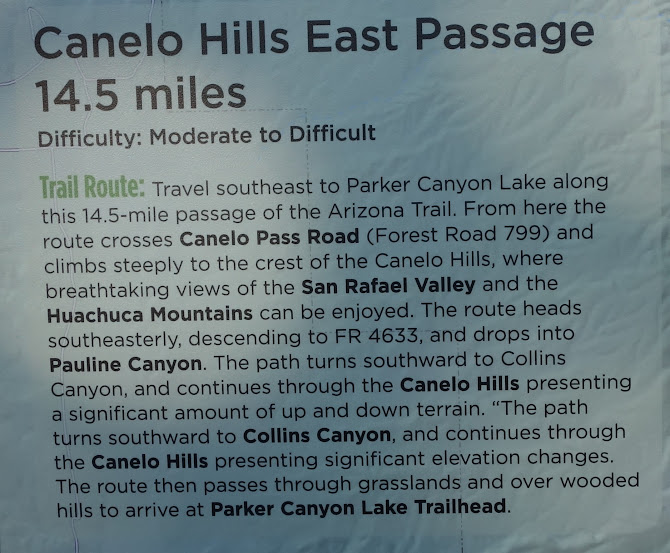 Canelo Hills East Passage
14.5 miles
Difficulty: Moderate to Difficult
Trail Route: Travel southeast to Parker Canyon Lake along
this 14.5-mile passage of the Arizona Trail. From here the
route crosses Canelo Pass Road (Forest Road 799) and
climbs steeply to the crest of the Canelo Hills, where
breathtaking views of the San Rafael Valley and the
Huachuca Mountains can be enjoyed. The route heads
southeasterly, descending to FR 4633, and drops into
Pauline Canyon. The path turns southward to Collins
Canyon, and continues through the Canelo Hills presenting
a significant amount of up and down terrain. “The path
turns southward to Collins Canyon, and continues through
the Canelo Hills presenting significant elevation changes.
The route then passes through grasslands and over wooded
hills to arrive at Parker Canyon Lake Trailhead.